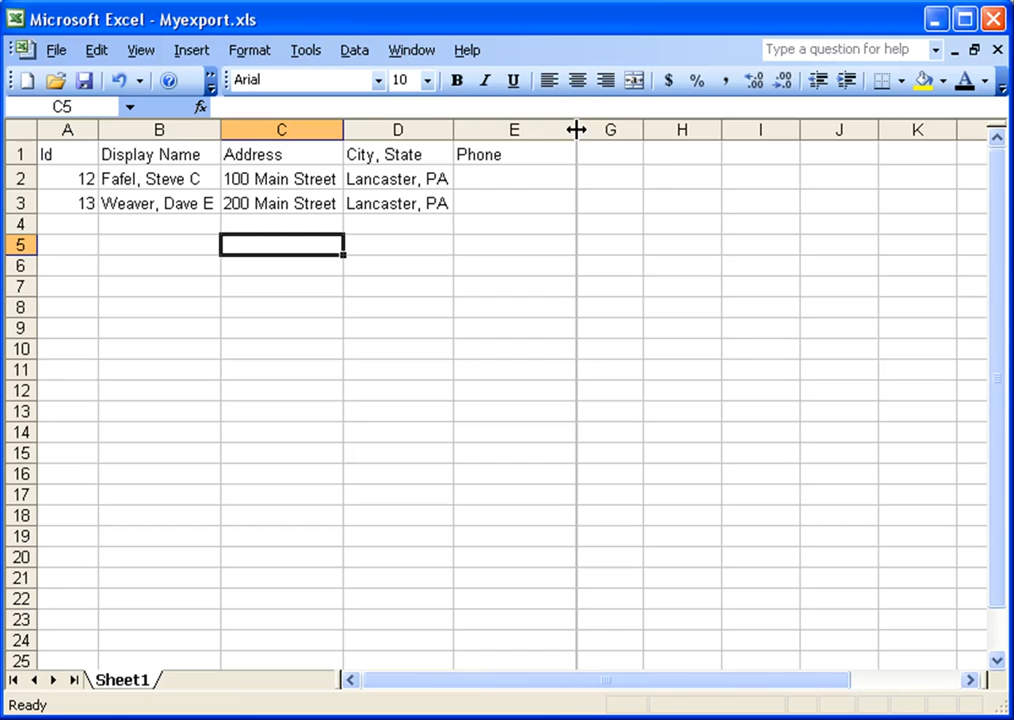 Microsoft Excel - Myexport.xls
File Edit View Insert Format Tools Data Window Help Type a question for help
Arial 10 B I U $ % , .00 .00 A
C5 fx
A B C D E G H I J K
1 Id Display Name Address City, State Phone
2 12 Fafel, Steve C 100 Main Street Lancaster, PA
3 13 Weaver, Dave E 200 Main Street Lancaster, PA
4
5
6
7
8
9
10
11
12
13
14
15
16
17
18
19
20
21
22
23
24
25
Sheet1
Ready